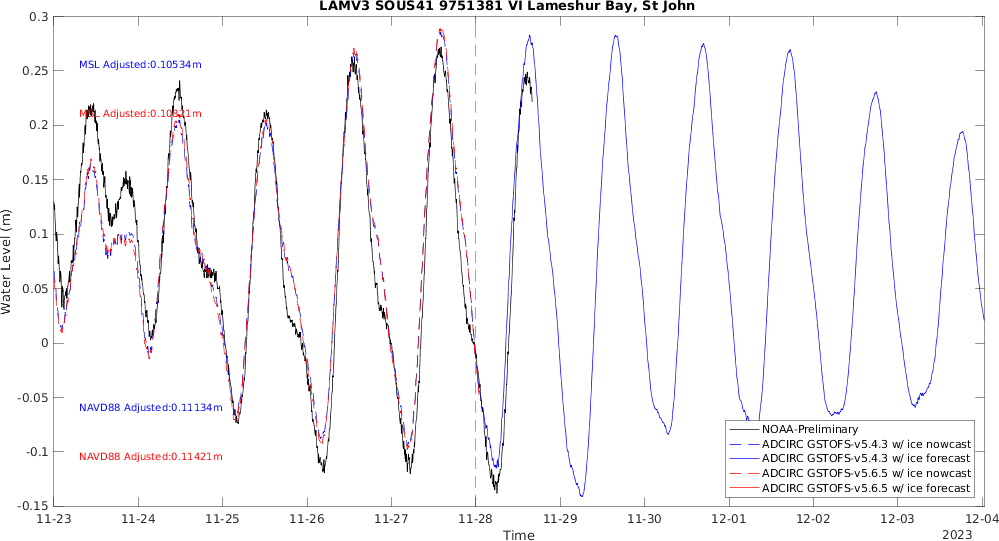 LAMV3 SOUS41 9751381 VI Lameshur Bay, St John
0.3
0.25
0.2
0.15
0.1
0.05
0
-0.05
-0.1
-0.15
Water Level (m)
MSL Adjusted:0.10534m
NAVD88 Adjusted:0.11134m
NAVD88 Adjusted:0.11421m
NOAA-Preliminary
ADCIRC GSTOFS-v5.4.3 w/ ice nowcast
ADCIRC GSTOFS-v5.4.3 w/ ice forecast
ADCIRC GSTOFS-v5.6.5 w/ ice nowcast
ADCIRC GSTOFS-v5.6.5 w/ ice forecast
11-23 11-24 11-25 11-26 11-27 11-28 11-29 11-30 12-01 12-02 12-03 12-04
Time
2023